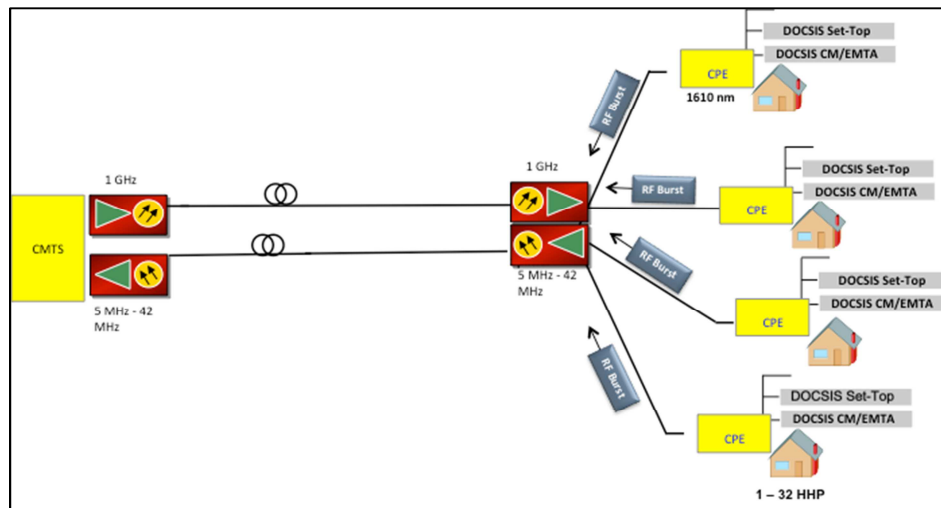 DOCSIS Set-Top
DOCSIS CM/EMTA
CPE
1610 nm
RF Burst
1 GHz
1 GHz
RF Burst
DOCSIS Set-Top
DOCSIS CM/EMTA
CPE
CMTS
5 MHz - 42
MHz
5 MHz - 42
MHz
RF Burst
DOCSIS Set-Top
DOCSIS CM/EMTA
CPE
RF Burst
DOCSIS Set-Top
DOCSIS CM/EMTA
CPE
1 – 32 HHP